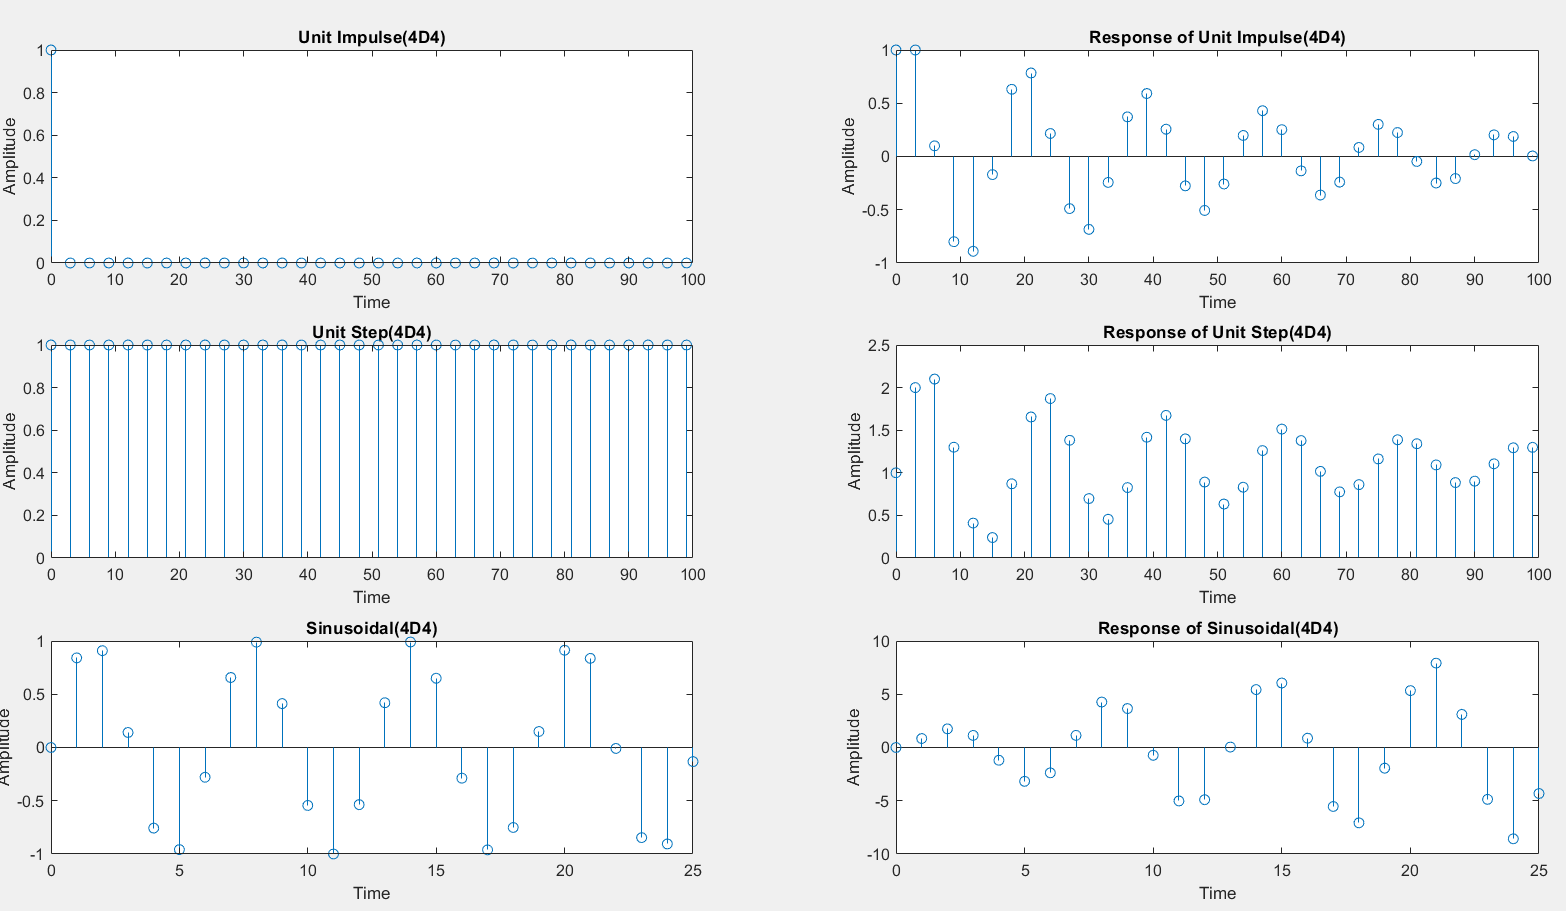 Unit Impulse(4D4)
Amplitude
1
0.8
0.6
0.4
0.2
0
0 10 20 30 40 50 60 70 80 90 100
Time
Response of Unit Impulse(4D4)
Amplitude
1
0.5
0
-0.5
-1
0 10 20 30 40 50 60 70 80 90 100
Time
Unit Step(4D4)
Amplitude
1
0.8
0.6
0.4
0.2
0
0 10 20 30 40 50 60 70 80 90 100
Time
Response of Unit Step(4D4)
Amplitude
2.5
2
1.5
1
0.5
0
0 10 20 30 40 50 60 70 80 90 100
Time
Sinusoidal(4D4)
Amplitude
1
0.5
0
-0.5
-1
0 5 10 15 20 25
Time
Response of Sinusoidal(4D4)
Amplitude
10
5
0
-5
-10
0 5 10 15 20 25
Time